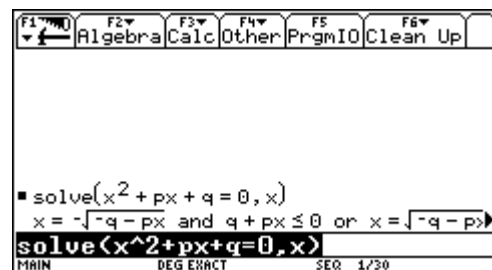 F1 F2 Algebra F3 Calc F4 Other F5 PrgmIO F6 Clean Up
▪ solve(x² + px + q = 0, x)
x = -√(-q - px) and q + px ≤ 0 or x = √(-q - px
solve(x^2+px+q=0,x)
MAIN DEG EXACT SEQ 1/30